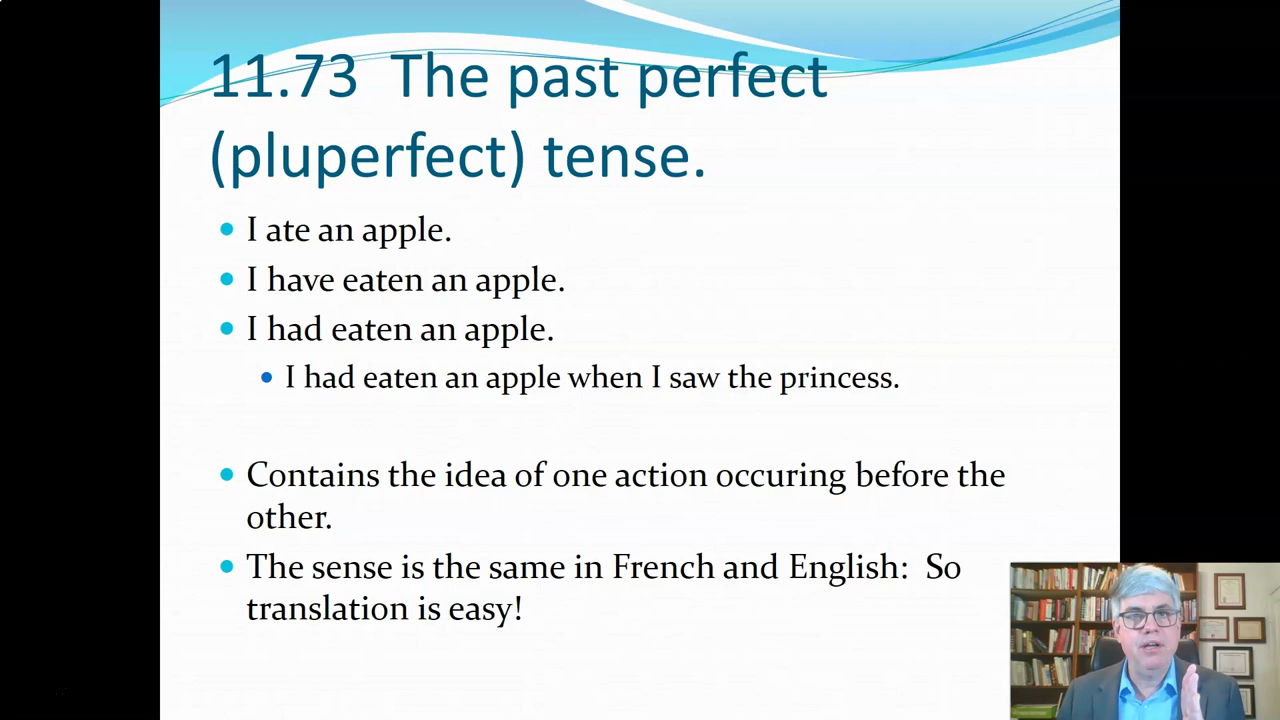 11.73 The past perfect
(pluperfect) tense.
I ate an apple.
I have eaten an apple.
I had eaten an apple.
I had eaten an apple when I saw the princess.
Contains the idea of one action occuring before the
other.
The sense is the same in French and English: So
translation is easy!